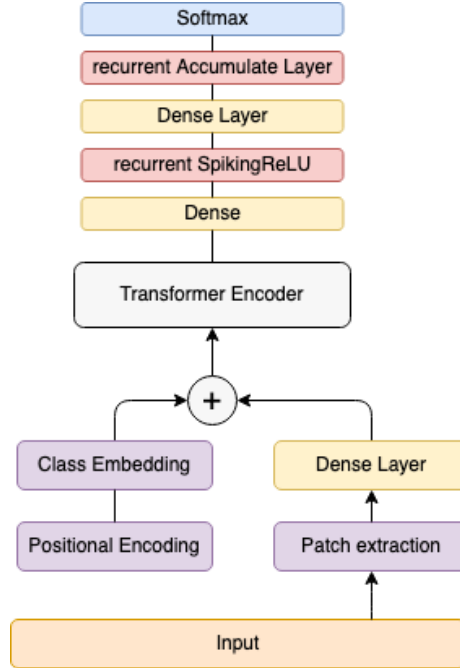 Softmax
recurrent Accumulate Layer
Dense Layer
recurrent SpikingReLU
Dense
Transformer Encoder
+
Class Embedding
Dense Layer
Positional Encoding
Patch extraction
Input